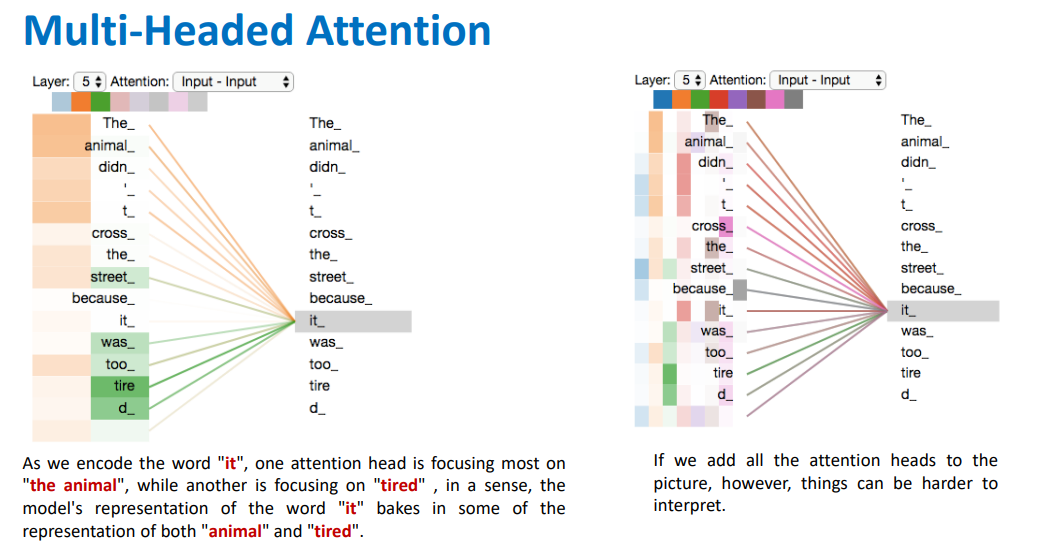 Multi-Headed Attention
Layer: 5 Attention: Input - Input
The_ The_
animal_ animal_
didn_ didn_
'_ '_
t_ t_
cross_ cross_
the_ the_
street_ street_
because_ because_
it_ it_
was_ was_
too_ too_
tire tire
d_ d_
As we encode the word "it", one attention head is focusing most on
"the animal", while another is focusing on "tired" , in a sense, the
model's representation of the word "it" bakes in some of the
representation of both "animal" and "tired".
Layer: 5 Attention: Input - Input
The_ The_
animal_ animal_
didn_ didn_
'_ '_
t_ t_
cross_ cross_
the_ the_
street_ street_
because_ because_
it_ it_
was_ was_
too_ too_
tire tire
d_ d_
If we add all the attention heads to the
picture, however, things can be harder to
interpret.